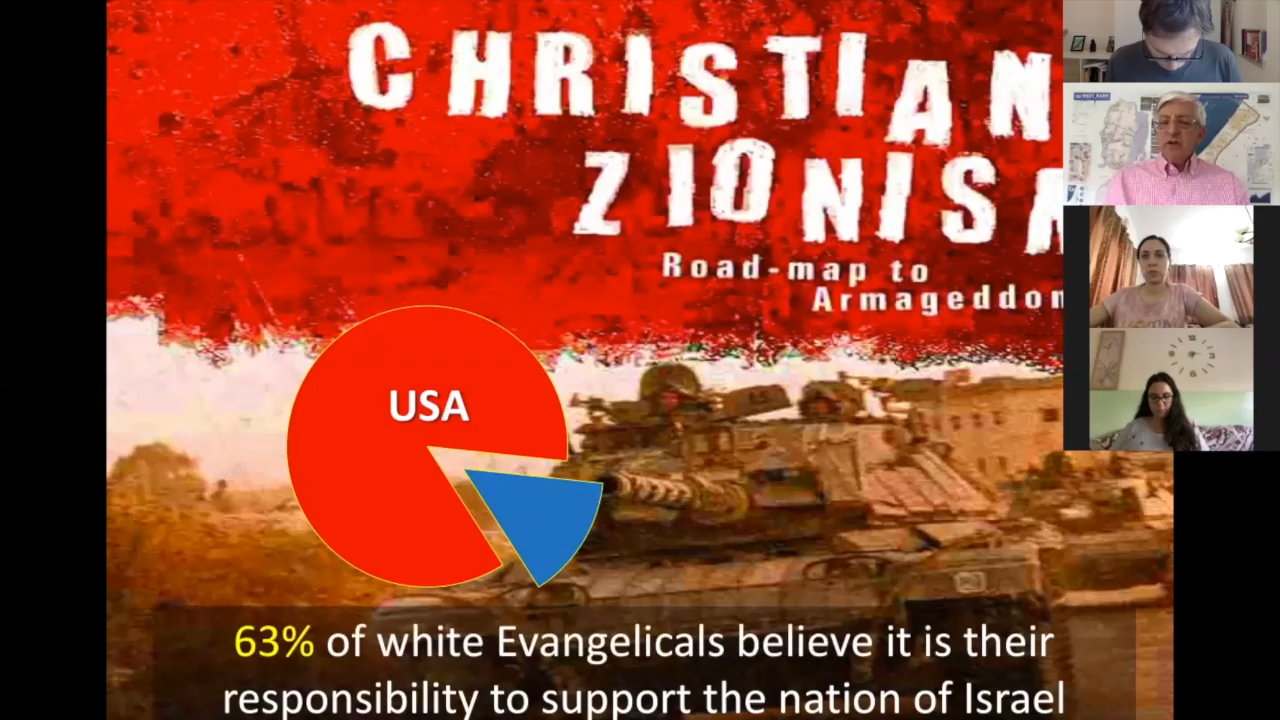 CHRISTIAN
ZIONIS
Road-map to
Armageddon
USA
63% of white Evangelicals believe it is their
responsibility to support the nation of Israel